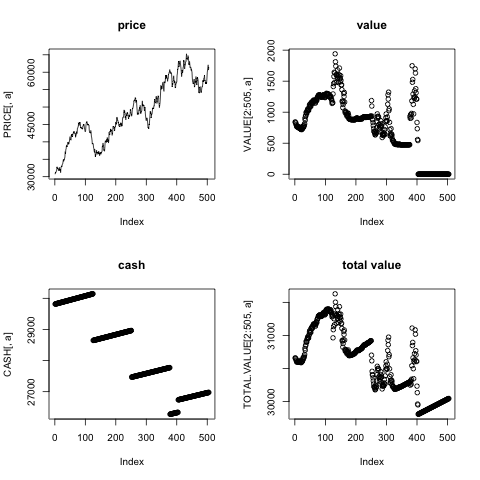 price
PRICE[, a]
30000 45000 60000
0 100 200 300 400 500
Index
value
VALUE[2:505, a]
0 500 1000 1500 2000
0 100 200 300 400 500
Index
cash
CASH[, a]
27000 29000
0 100 200 300 400 500
Index
total value
TOTAL.VALUE[2:505, a]
30000 31000
0 100 200 300 400 500
Index